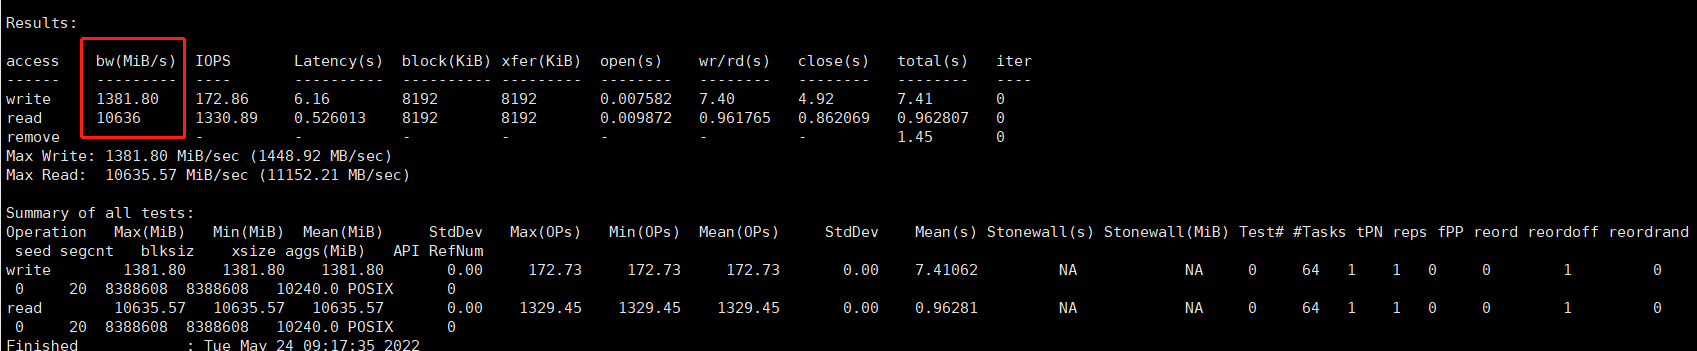 Results:
access bw(MiB/s) IOPS Latency(s) block(KiB) xfer(KiB) open(s) wr/rd(s) close(s) total(s) iter
------ --------- ---- ---------- ---------- --------- -------- -------- -------- -------- ----
write 1381.80 172.86 6.16 8192 8192 0.007582 7.40 4.92 7.41 0
read 10636 1330.89 0.526013 8192 8192 0.009872 0.961765 0.862069 0.962807 0
remove - - - - - - - - 1.45 0
Max Write: 1381.80 MiB/sec (1448.92 MB/sec)
Max Read: 10635.57 MiB/sec (11152.21 MB/sec)
Summary of all tests:
Operation Max(MiB) Min(MiB) Mean(MiB) StdDev Max(OPs) Min(OPs) Mean(OPs) StdDev Mean(s) Stonewall(s) Stonewall(MiB) Test# #Tasks tPN reps fPP reord reordoff reordrand
seed segcnt blksiz xsize aggs(MiB) API RefNum
write 1381.80 1381.80 1381.80 0.00 172.73 172.73 172.73 0.00 7.41062 NA NA 0 64 1 1 0 0 1 0
0 20 8388608 8388608 10240.0 POSIX 0
read 10635.57 10635.57 10635.57 0.00 1329.45 1329.45 1329.45 0.00 0.96281 NA NA 0 64 1 1 0 0 1 0
0 20 8388608 8388608 10240.0 POSIX 0
Finished : Tue May 24 09:17:35 2022